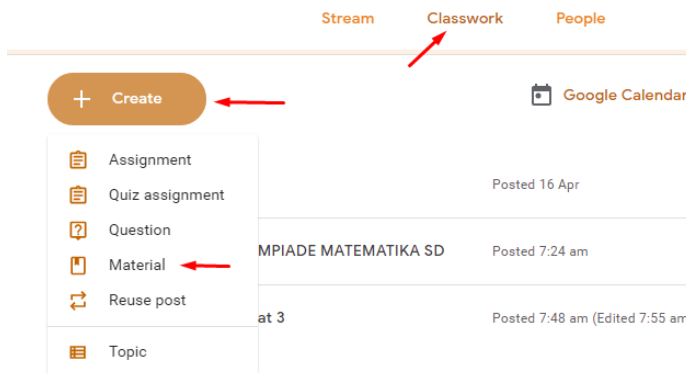 Stream Classwork People
+ Create
Google Calendar
Assignment
Quiz assignment
Posted 16 Apr
Question
MPIADE MATEMATIKA SD
Posted 7:24 am
Material
Reuse post
at 3
Posted 7:48 am (Edited 7:55 am
Topic